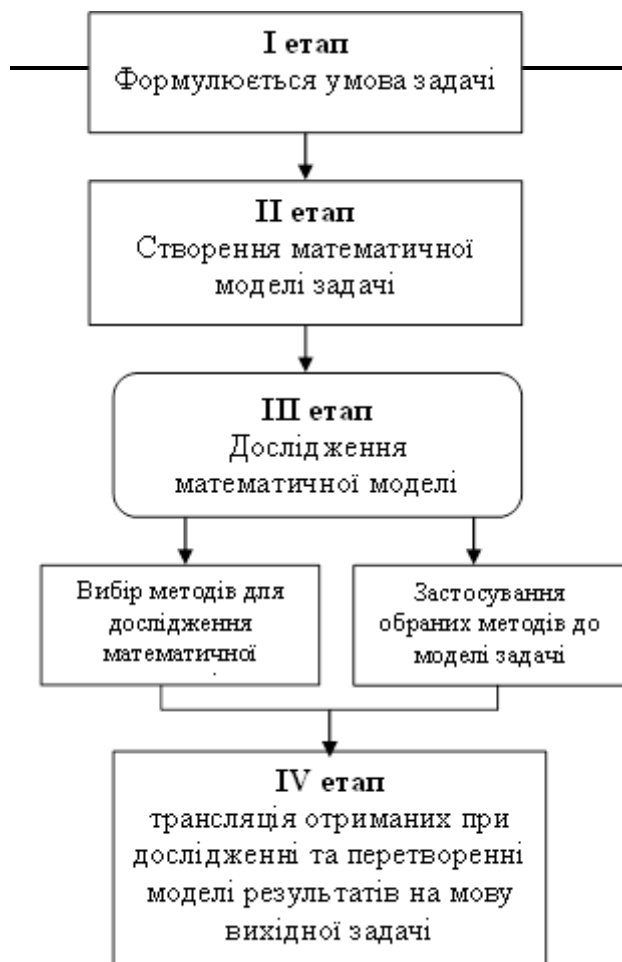 I етап
Формулюється умова задачі
II етап
Створення математичної
моделі задачі
III етап
Дослідження
математичної моделі
Вибір методів для
дослідження
математичної
Застосування
обраних методів до
моделі задачі
IV етап
трансляція отриманих при
дослідженні та перетворенні
моделі результатів на мову
вихідної задачі